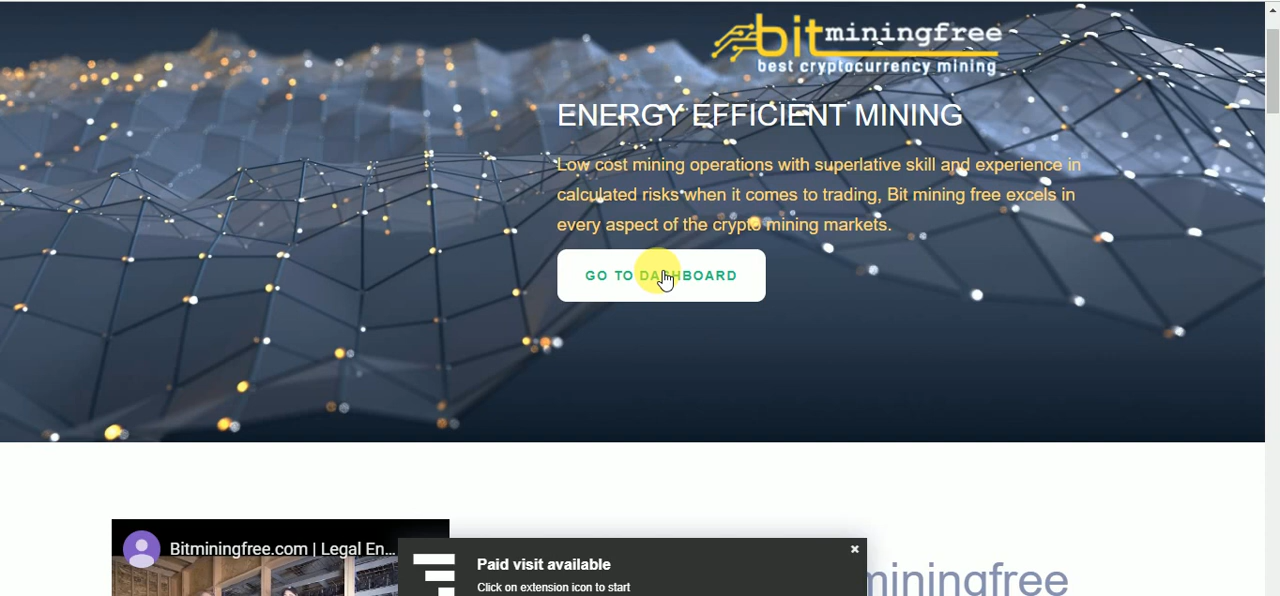 bitminingfree
best cryptocurrency mining
ENERGY EFFICIENT MINING
Low cost mining operations with superlative skill and experience in
calculated risks when it comes to trading, Bit mining free excels in
every aspect of the crypto mining markets.
GO TO DASHBOARD
Bitminingfree.com | Legal En...
Paid visit available
Click on extension icon to start
miningfree